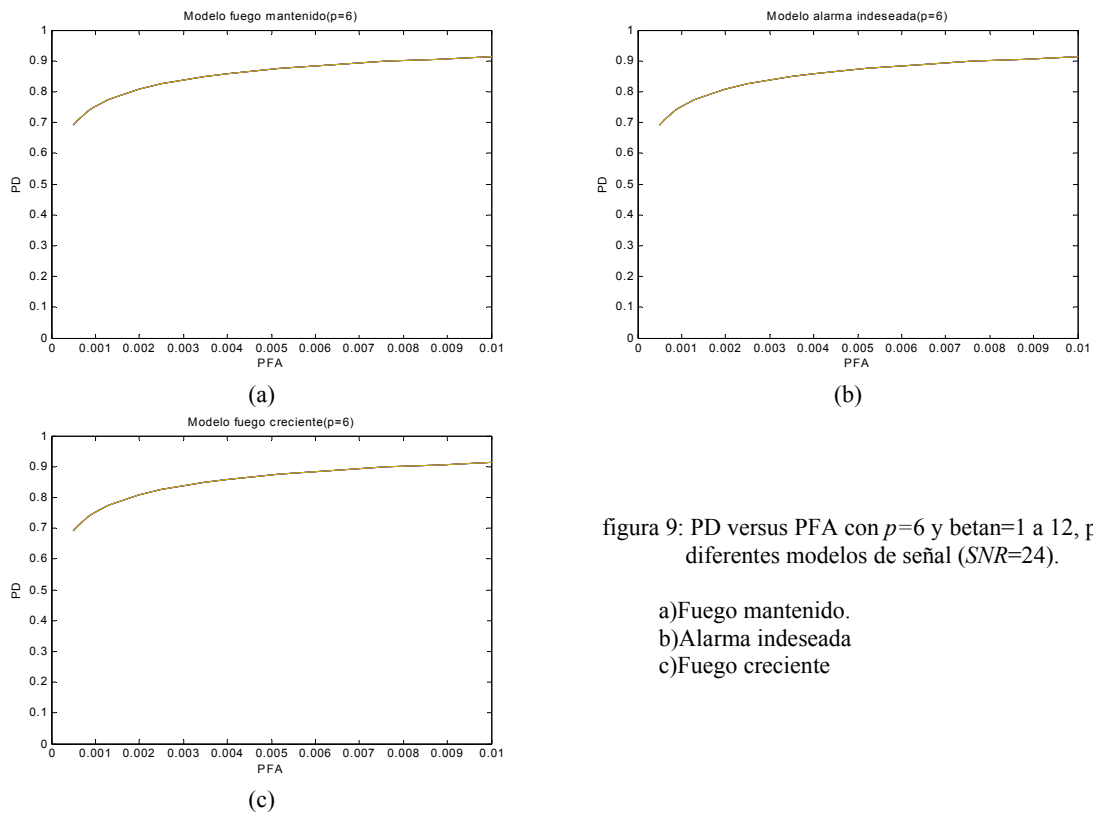 Modelo fuego mantenido(p=6)
1
0.9
0.8
0.7
0.6
0.5
0.4
0.3
0.2
0.1
0
PD
0 0.001 0.002 0.003 0.004 0.005 0.006 0.007 0.008 0.009 0.01
PFA
(a)
Modelo alarma indeseada(p=6)
1
0.9
0.8
0.7
0.6
0.5
0.4
0.3
0.2
0.1
0
PD
0 0.001 0.002 0.003 0.004 0.005 0.006 0.007 0.008 0.009 0.01
PFA
(b)
Modelo fuego creciente(p=6)
1
0.9
0.8
0.7
0.6
0.5
0.4
0.3
0.2
0.1
0
PD
0 0.001 0.002 0.003 0.004 0.005 0.006 0.007 0.008 0.009 0.01
PFA
(c)
figura 9: PD versus PFA con p=6 y betan=1 a 12, p
diferentes modelos de señal (SNR=24).
a)Fuego mantenido.
b)Alarma indeseada
c)Fuego creciente